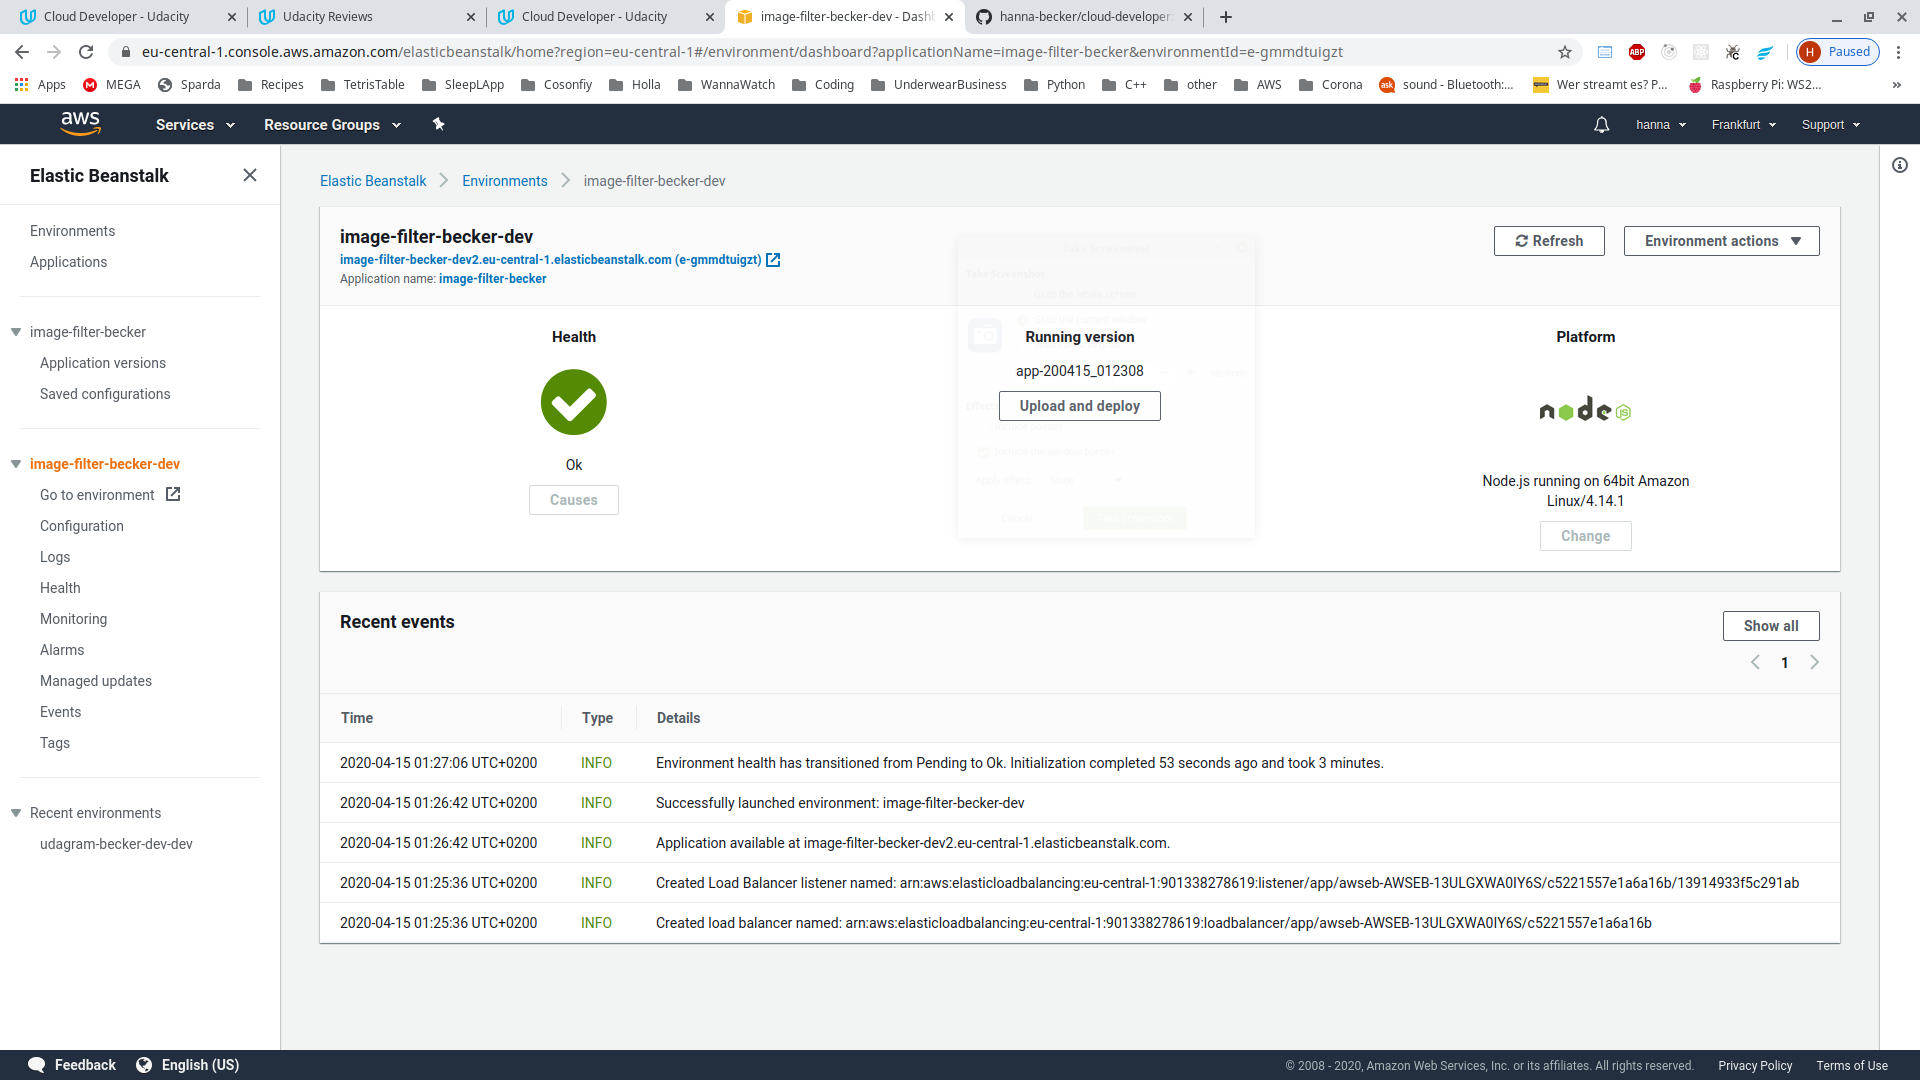 Cloud Developer - Udacity
Udacity Reviews
Cloud Developer - Udacity
image-filter-becker-dev - Dash
hanna-becker/cloud-developer
eu-central-1.console.aws.amazon.com/elasticbeanstalk/home?region=eu-central-1#/environment/dashboard?applicationName=image-filter-becker&environmentId=e-gmmdtuigzt
ABP
H Paused
Apps MEGA Sparda Recipes TetrisTable SleepLApp Cosonfiy Holla WannaWatch Coding UnderwearBusiness Python C++ other AWS Corona sound - Bluetooth:... Wer streamt es? P... Raspberry Pi: WS2... »
aws Services Resource Groups hanna Frankfurt Support
Elastic Beanstalk
Environments
Applications
image-filter-becker
Application versions
Saved configurations
image-filter-becker-dev
Go to environment
Configuration
Logs
Health
Monitoring
Alarms
Managed updates
Events
Tags
Recent environments
udagram-becker-dev-dev
Elastic Beanstalk > Environments > image-filter-becker-dev
image-filter-becker-dev
image-filter-becker-dev2.eu-central-1.elasticbeanstalk.com (e-gmmdtuigzt)
Application name: image-filter-becker
Refresh
Environment actions
Health
Ok
Causes
Running version
app-200415_012308
Upload and deploy
Platform
node JS
Node.js running on 64bit Amazon
Linux/4.14.1
Change
Take Screenshot
Include the window border
Recent events
Show all
1
Time Type Details
2020-04-15 01:27:06 UTC+0200 INFO Environment health has transitioned from Pending to Ok. Initialization completed 53 seconds ago and took 3 minutes.
2020-04-15 01:26:42 UTC+0200 INFO Successfully launched environment: image-filter-becker-dev
2020-04-15 01:26:42 UTC+0200 INFO Application available at image-filter-becker-dev2.eu-central-1.elasticbeanstalk.com.
2020-04-15 01:25:36 UTC+0200 INFO Created Load Balancer listener named: arn:aws:elasticloadbalancing:eu-central-1:901338278619:listener/app/awseb-AWSEB-13ULGXWA0IY6S/c5221557e1a6a16b/13914933f5c291ab
2020-04-15 01:25:36 UTC+0200 INFO Created load balancer named: arn:aws:elasticloadbalancing:eu-central-1:901338278619:loadbalancer/app/awseb-AWSEB-13ULGXWA0IY6S/c5221557e1a6a16b
Feedback English (US) © 2008 - 2020, Amazon Web Services, Inc. or its affiliates. All rights reserved. Privacy Policy Terms of Use